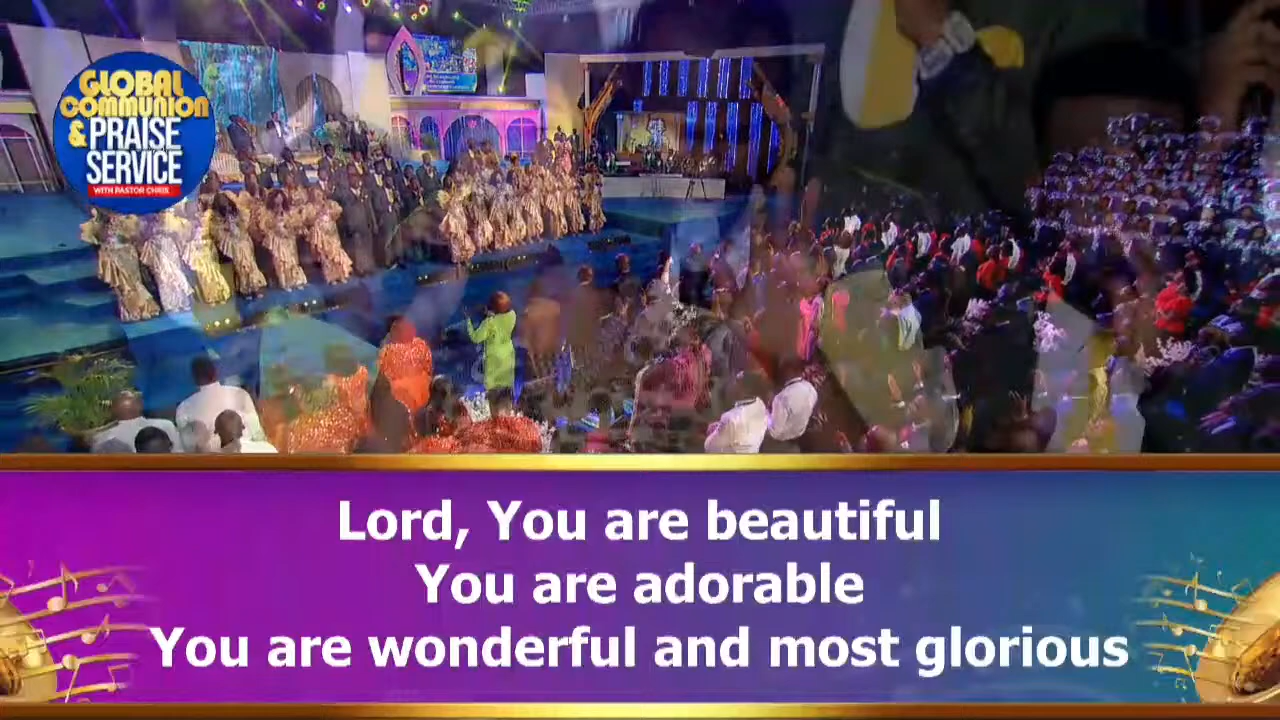 GLOBAL
COMMUNION
& PRAISE
SERVICE
WITH PASTOR CHRIS
Lord, You are beautiful
You are adorable
You are wonderful and most glorious